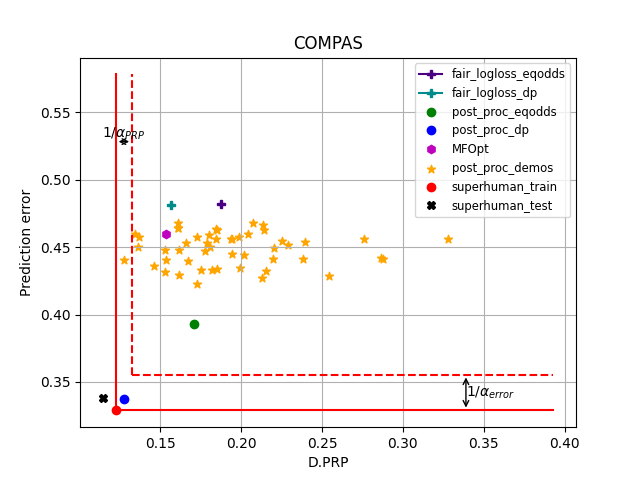 COMPAS
fair_logloss_eqodds
fair_logloss_dp
post_proc_eqodds
post_proc_dp
MFOpt
post_proc_demos
superhuman_train
superhuman_test
1/α_PRP
1/α_error
Prediction error
0.55
0.50
0.45
0.40
0.35
0.15 0.20 0.25 0.30 0.35 0.40
D.PRP